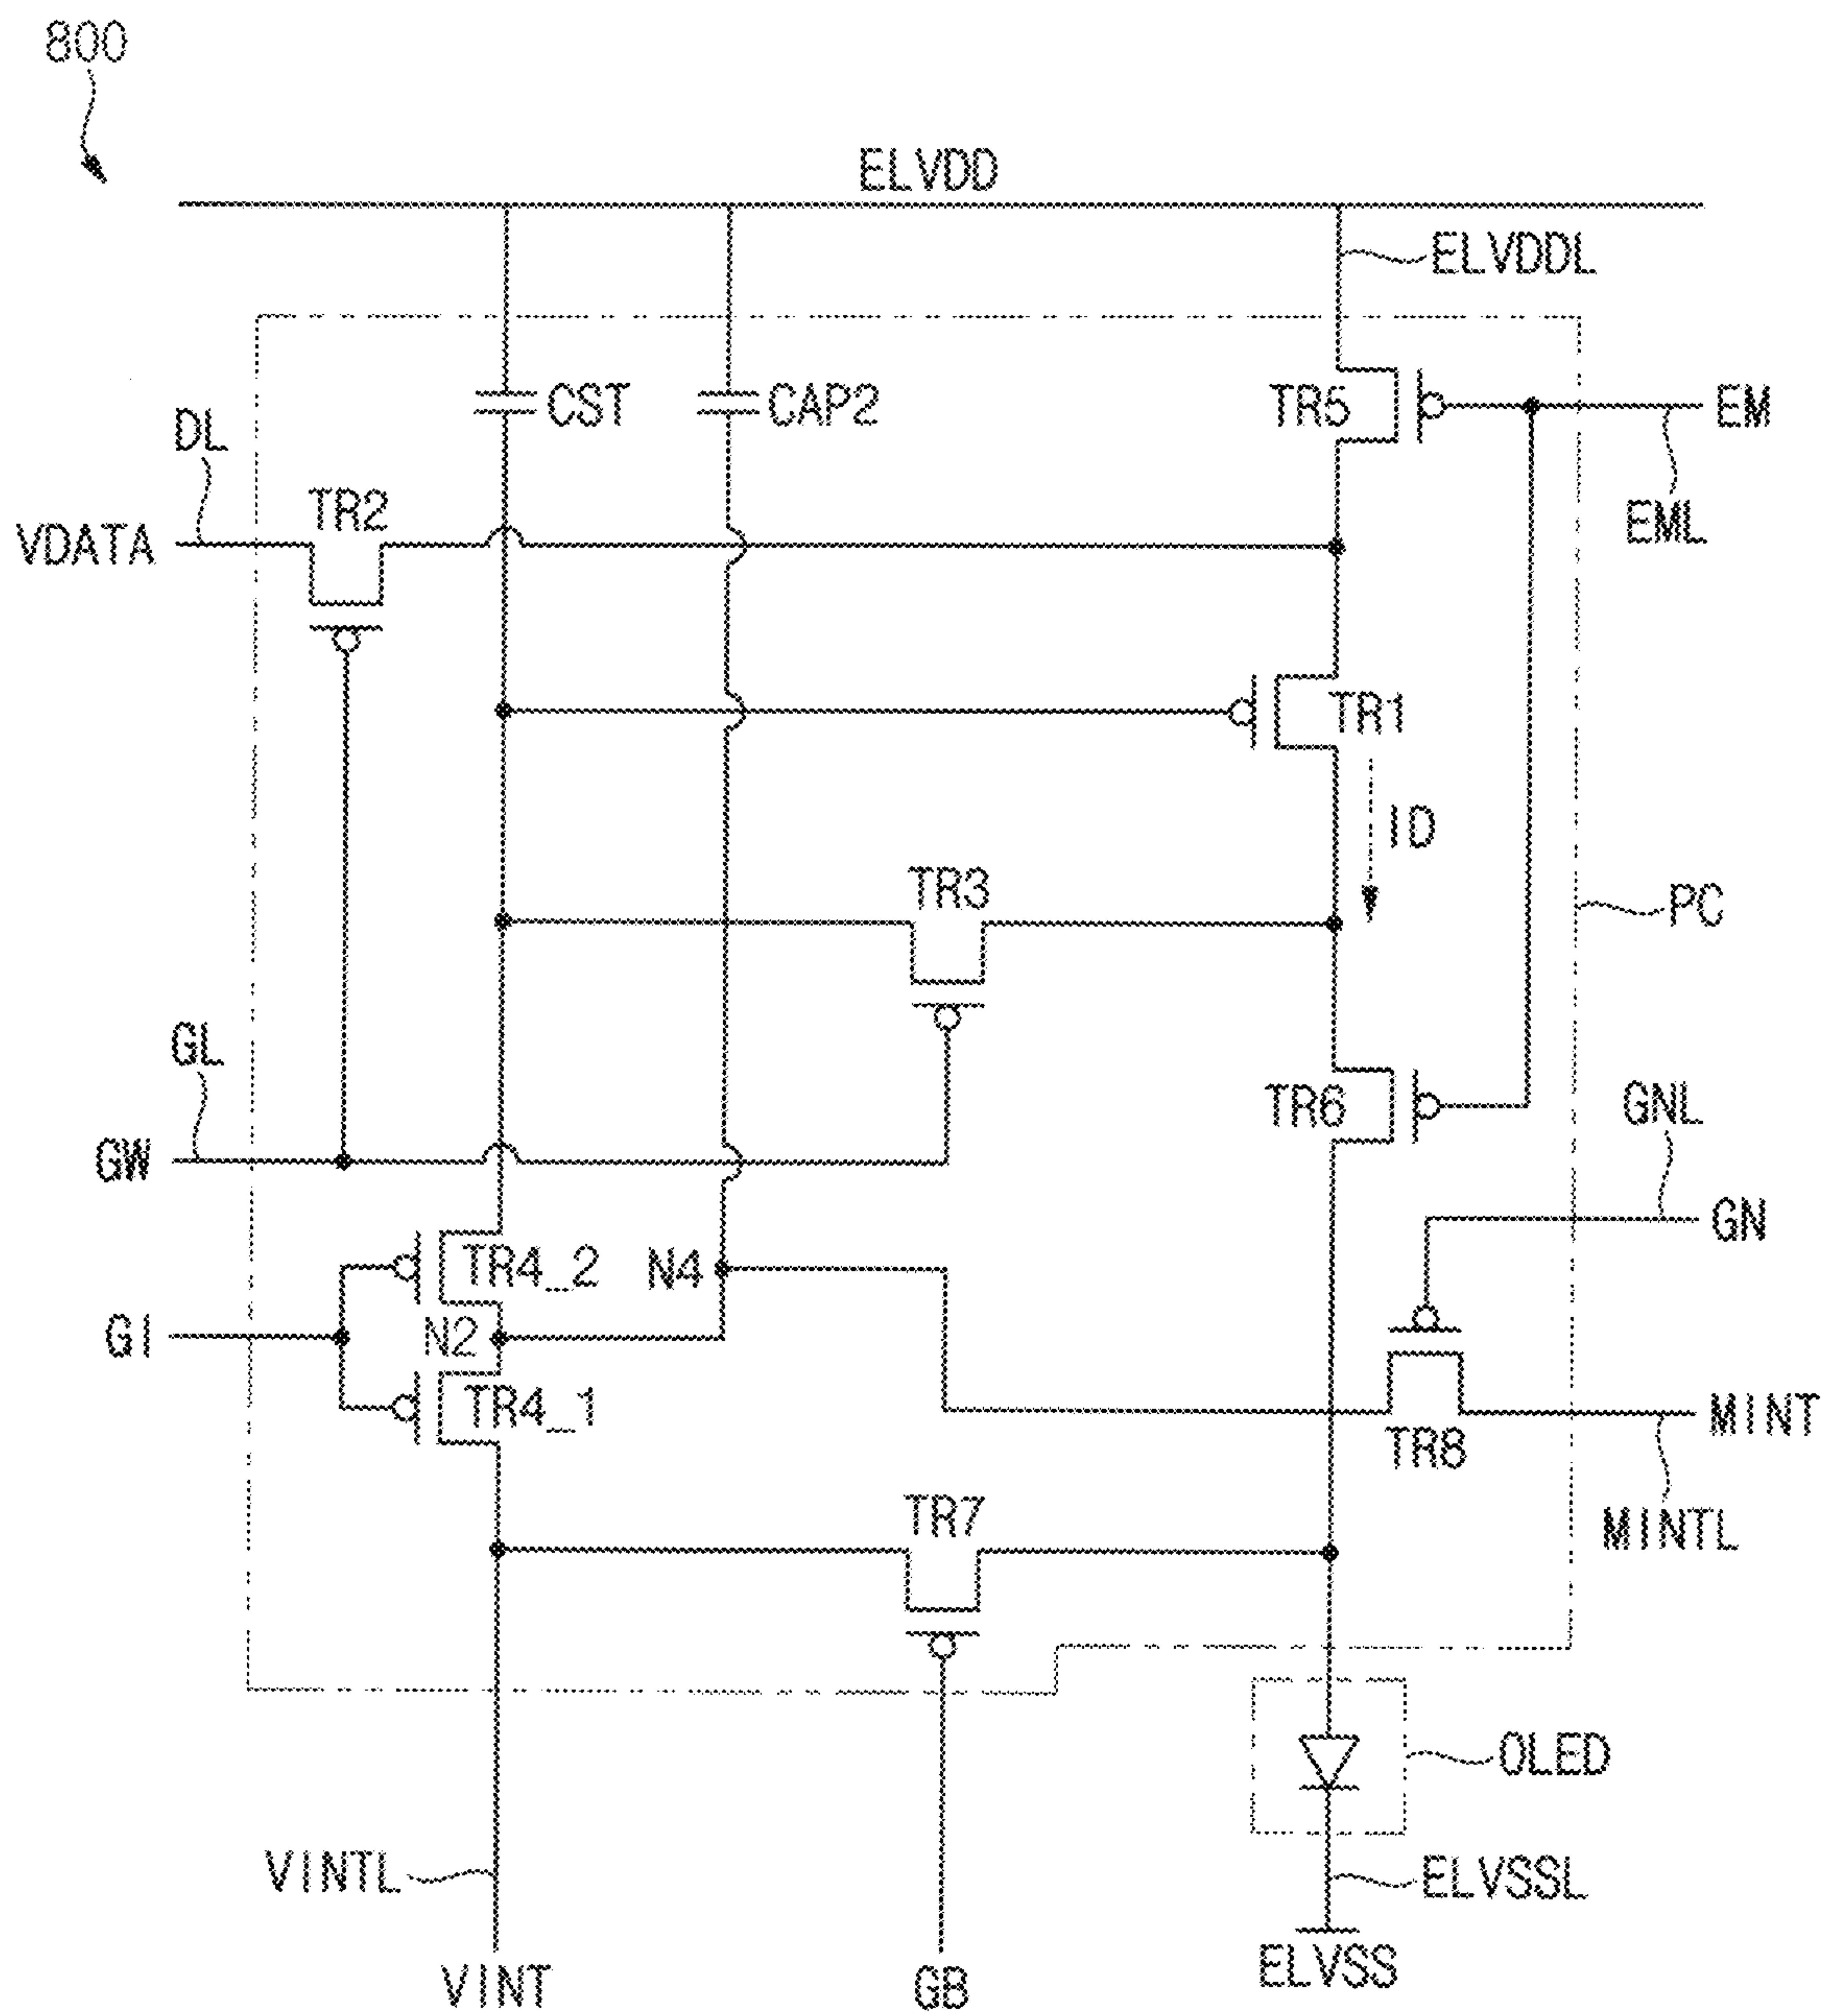 800
ELVDD
ELVDDL
CST
CAP2
TR5
EM
DL
TR2
EML
VDATA
TR1
ID
TR3
PC
GL
TR6
GNL
GW
GN
TR4_2
N4
GI
N2
TR4_1
MINT
TR8
TR7
MINTL
OLED
VINTL
ELVSSL
VINT
GB
ELVSS